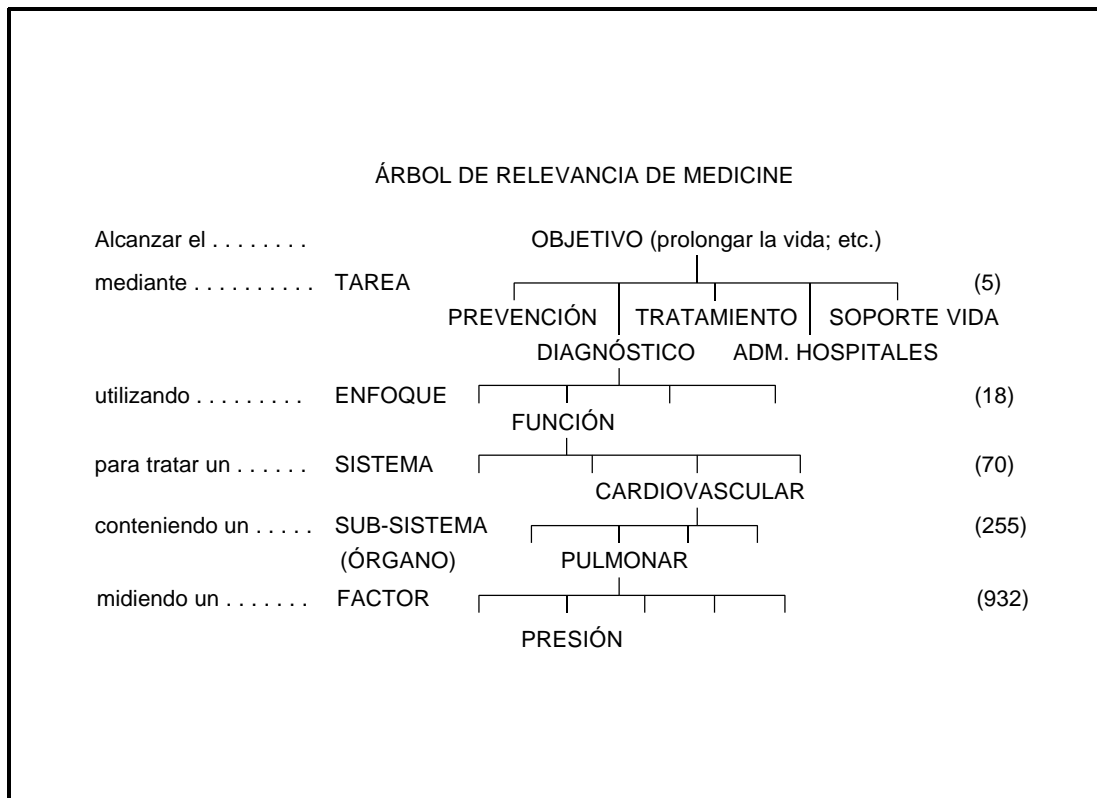 ÁRBOL DE RELEVANCIA DE MEDICINE
Alcanzar el . . . . . . . . OBJETIVO (prolongar la vida; etc.)
mediante . . . . . . . . . . TAREA (5)
PREVENCIÓN TRATAMIENTO SOPORTE VIDA
DIAGNÓSTICO ADM. HOSPITALES
utilizando . . . . . . . . . ENFOQUE (18)
FUNCIÓN
para tratar un . . . . . . SISTEMA (70)
CARDIOVASCULAR
conteniendo un . . . . . SUB-SISTEMA (255)
(ÓRGANO) PULMONAR
midiendo un . . . . . . . FACTOR (932)
PRESIÓN